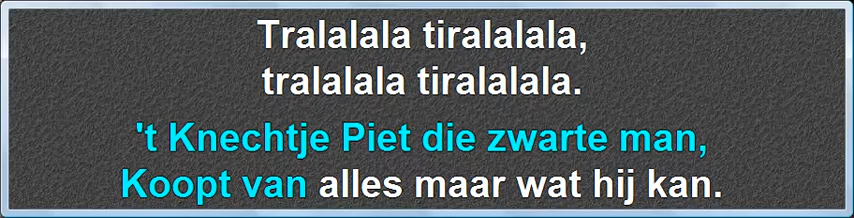 Tralalala tiralalala,
tralalala tiralalala.
't Knechtje Piet die zwarte man,
Koopt van alles maar wat hij kan.